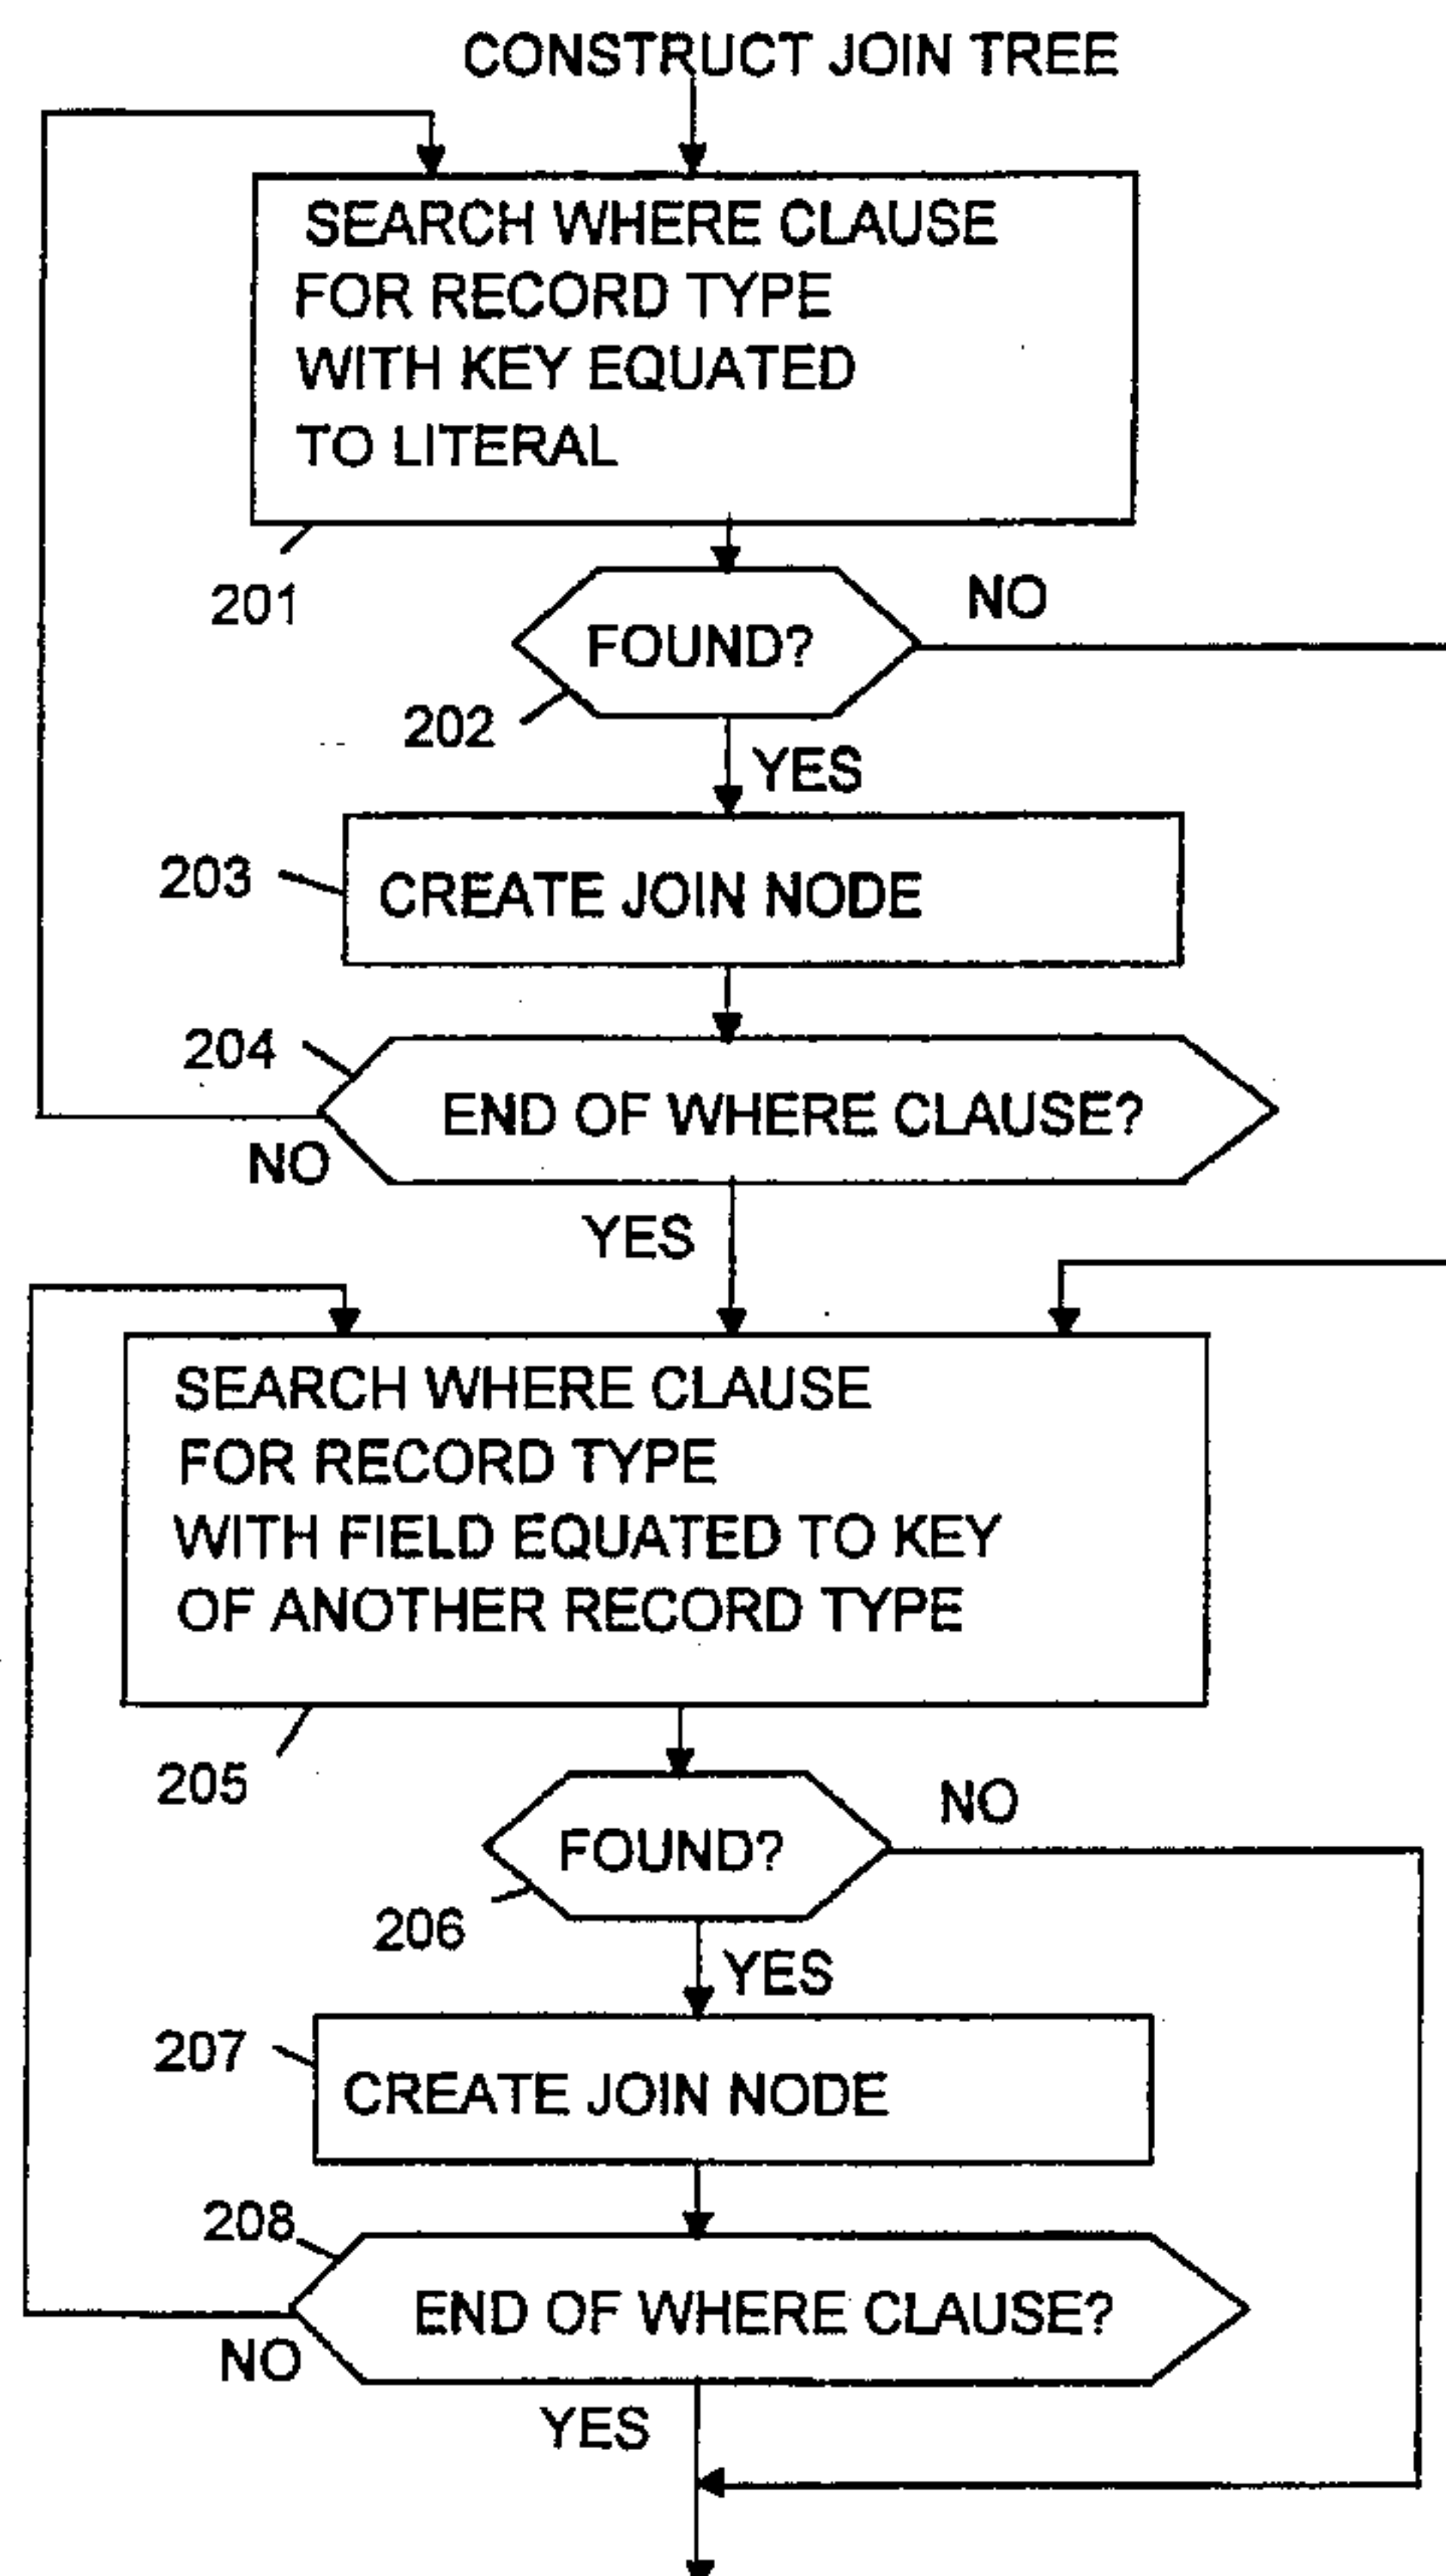 CONSTRUCT JOIN TREE
SEARCH WHERE CLAUSE
FOR RECORD TYPE
WITH KEY EQUATED
TO LITERAL
201
FOUND?
NO
202
YES
203
CREATE JOIN NODE
204
END OF WHERE CLAUSE?
NO
YES
SEARCH WHERE CLAUSE
FOR RECORD TYPE
WITH FIELD EQUATED TO KEY
OF ANOTHER RECORD TYPE
205
FOUND?
NO
206
YES
207
CREATE JOIN NODE
208
END OF WHERE CLAUSE?
NO
YES